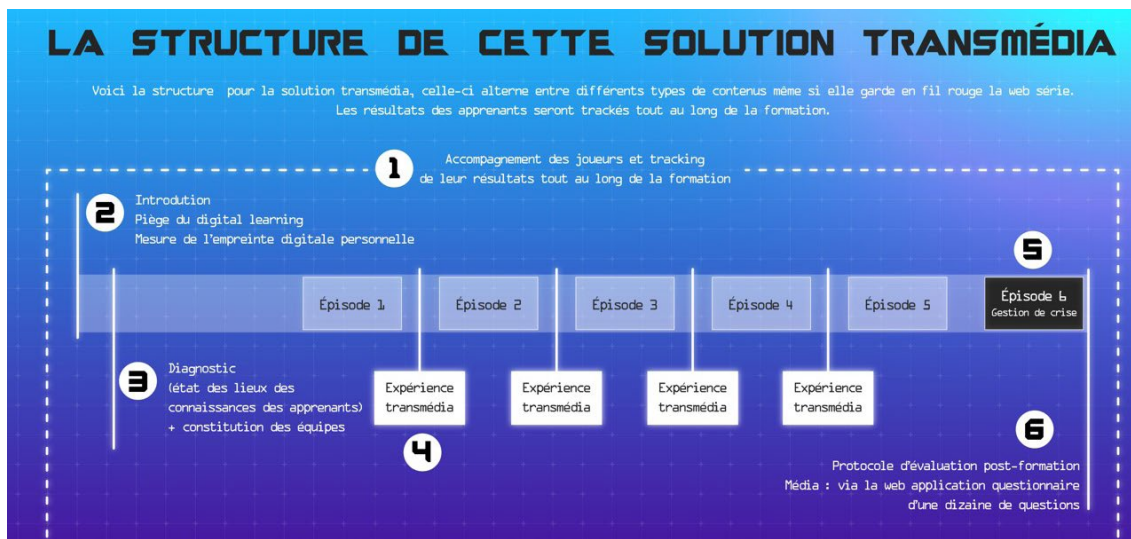 LA STRUCTURE DE CETTE SOLUTION TRANSMÉDIA
Voici la structure pour la solution transmédia, celle-ci alterne entre différents types de contenus même si elle garde en fil rouge la web série.
Les résultats des apprenants seront trackés tout au long de la formation.
1
Accompagnement des joueurs et tracking
de leur résultats tout au long de la formation
2
Introdution
Piège du digital learning
Mesure de l'empreinte digitale personnelle
5
Épisode 1
Épisode 2
Épisode 3
Épisode 4
Épisode 5
Épisode 6
Gestion de crise
3
Diagnostic
(état des lieux des
connaissances des apprenants)
+ constitution des équipes
Expérience
transmédia
Expérience
transmédia
Expérience
transmédia
Expérience
transmédia
4
6
Protocole d'évaluation post-formation
Média : via la web application questionnaire
d'une dizaine de questions